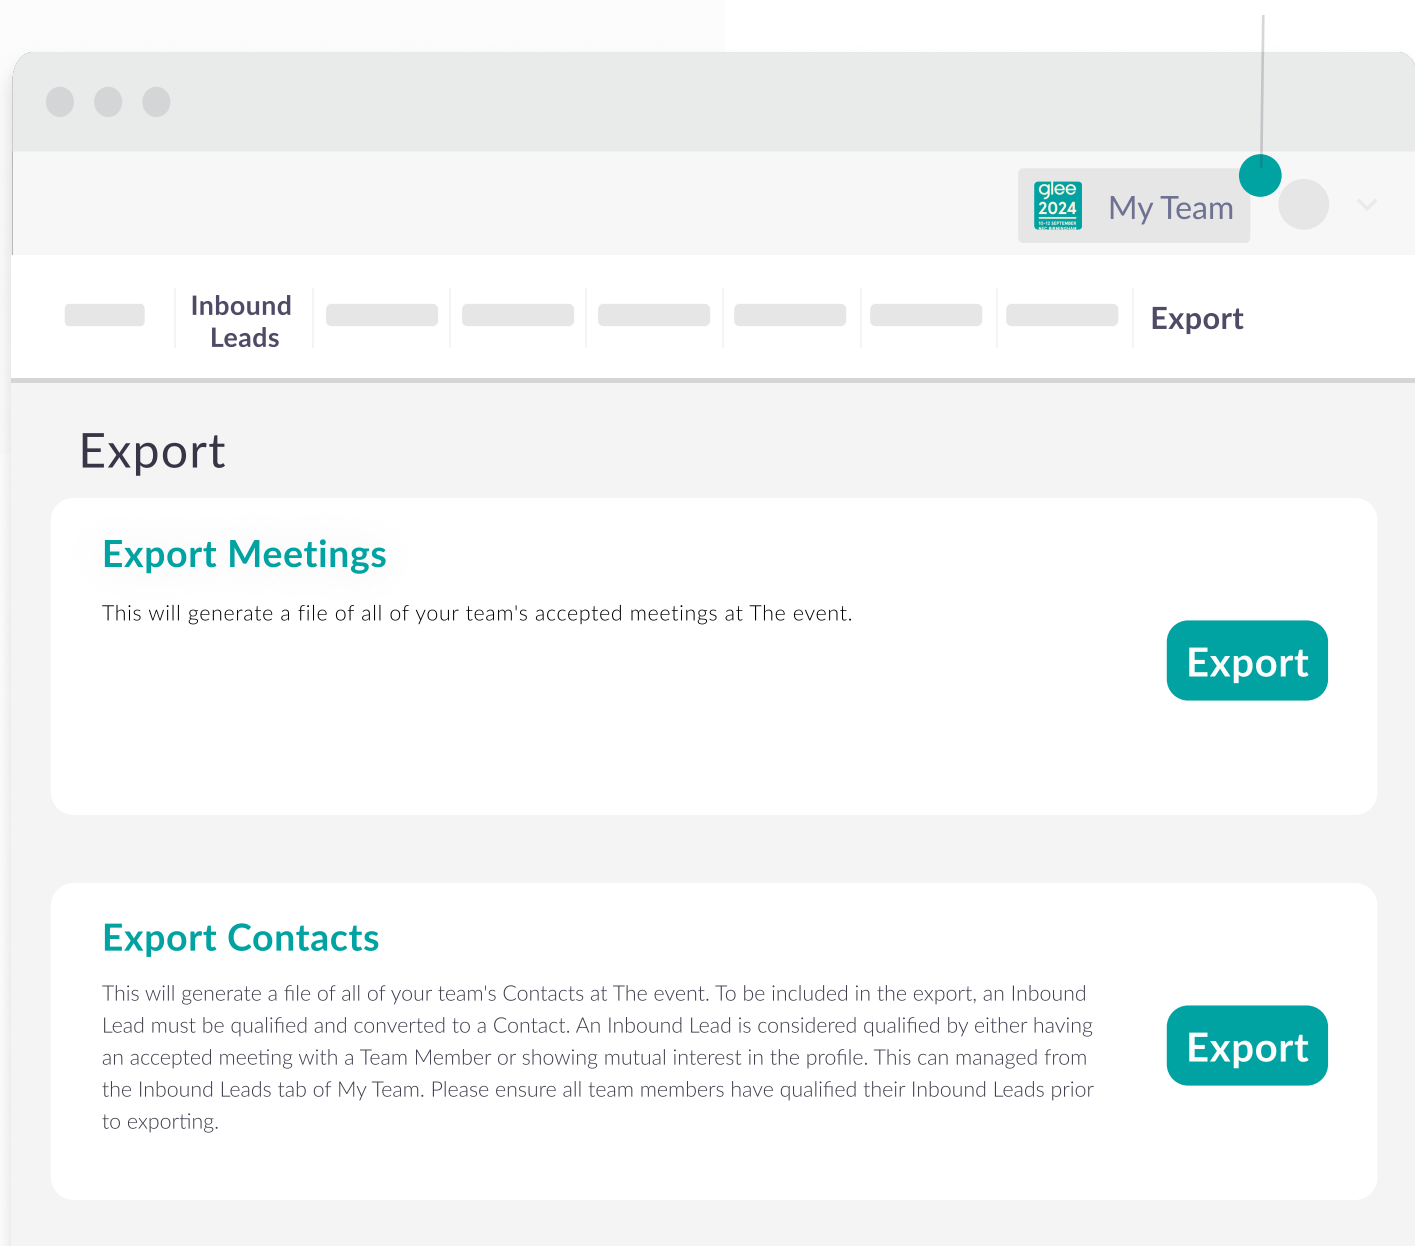 glee
2024
10-12 SEPTEMBER
NEC BIRMINGHAM
My Team
Inbound
Leads
Export
Export
Export Meetings
This will generate a file of all of your team's accepted meetings at The event.
Export
Export Contacts
This will generate a file of all of your team's Contacts at The event. To be included in the export, an Inbound
Lead must be qualified and converted to a Contact. An Inbound Lead is considered qualified by either having
an accepted meeting with a Team Member or showing mutual interest in the profile. This can managed from
the Inbound Leads tab of My Team. Please ensure all team members have qualified their Inbound Leads prior
to exporting.
Export